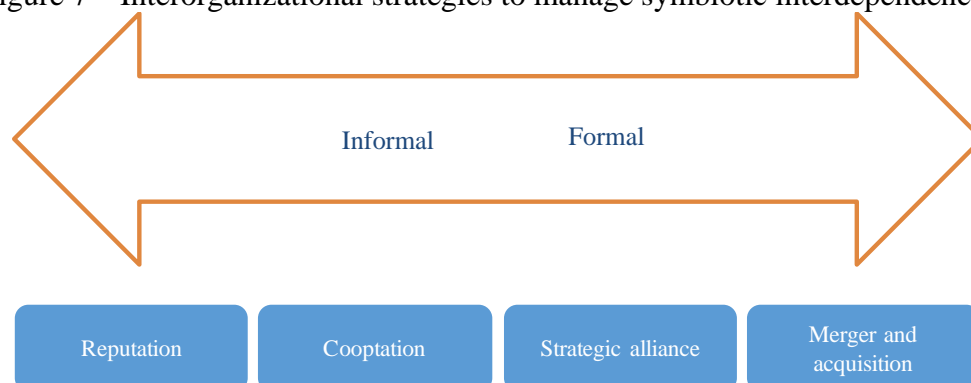 igure 7 – Interorganizational strategies to manage symbiotic interdependenc
Informal Formal
Reputation Cooptation Strategic alliance Merger and
acquisition